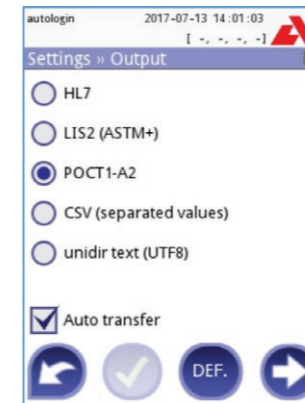 autologin 2017-07-13 14:01:03
[ -, -, -, -]
Settings » Output
HL7
LIS2 (ASTM+)
POCT1-A2
CSV (separated values)
unidir text (UTF8)
Auto transfer
DEF.